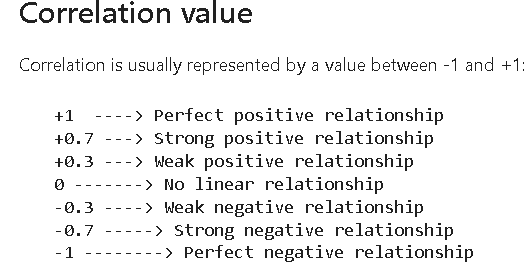 Correlation value
Correlation is usually represented by a value between -1 and +1:
+1  ----> Perfect positive relationship
+0.7 ---> Strong positive relationship
+0.3 ---> Weak positive relationship
0 -------> No linear relationship
-0.3 ----> Weak negative relationship
-0.7 -----> Strong negative relationship
-1 --------> Perfect negative relationship